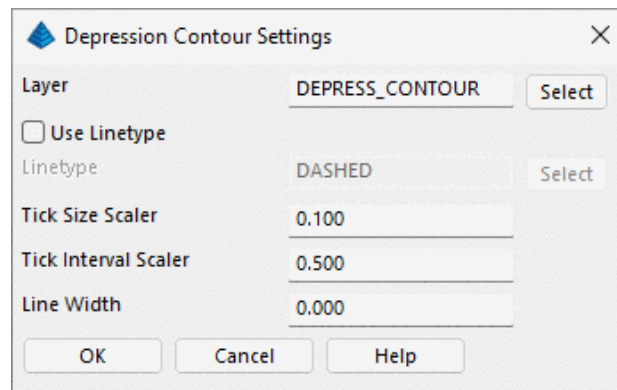 Depression Contour Settings
Layer DEPRESS_CONTOUR Select
Use Linetype
Linetype DASHED Select
Tick Size Scaler 0.100
Tick Interval Scaler 0.500
Line Width 0.000
OK Cancel Help